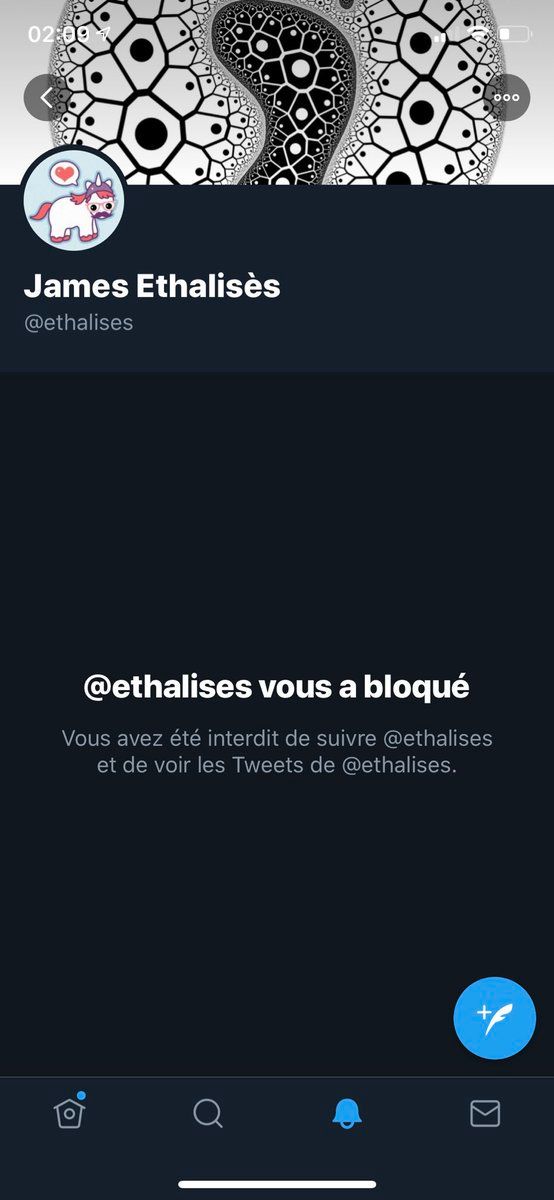 02:09
James Ethalisès
@ethalises
@ethalises vous a bloqué
Vous avez été interdit de suivre @ethalises
et de voir les Tweets de @ethalises.